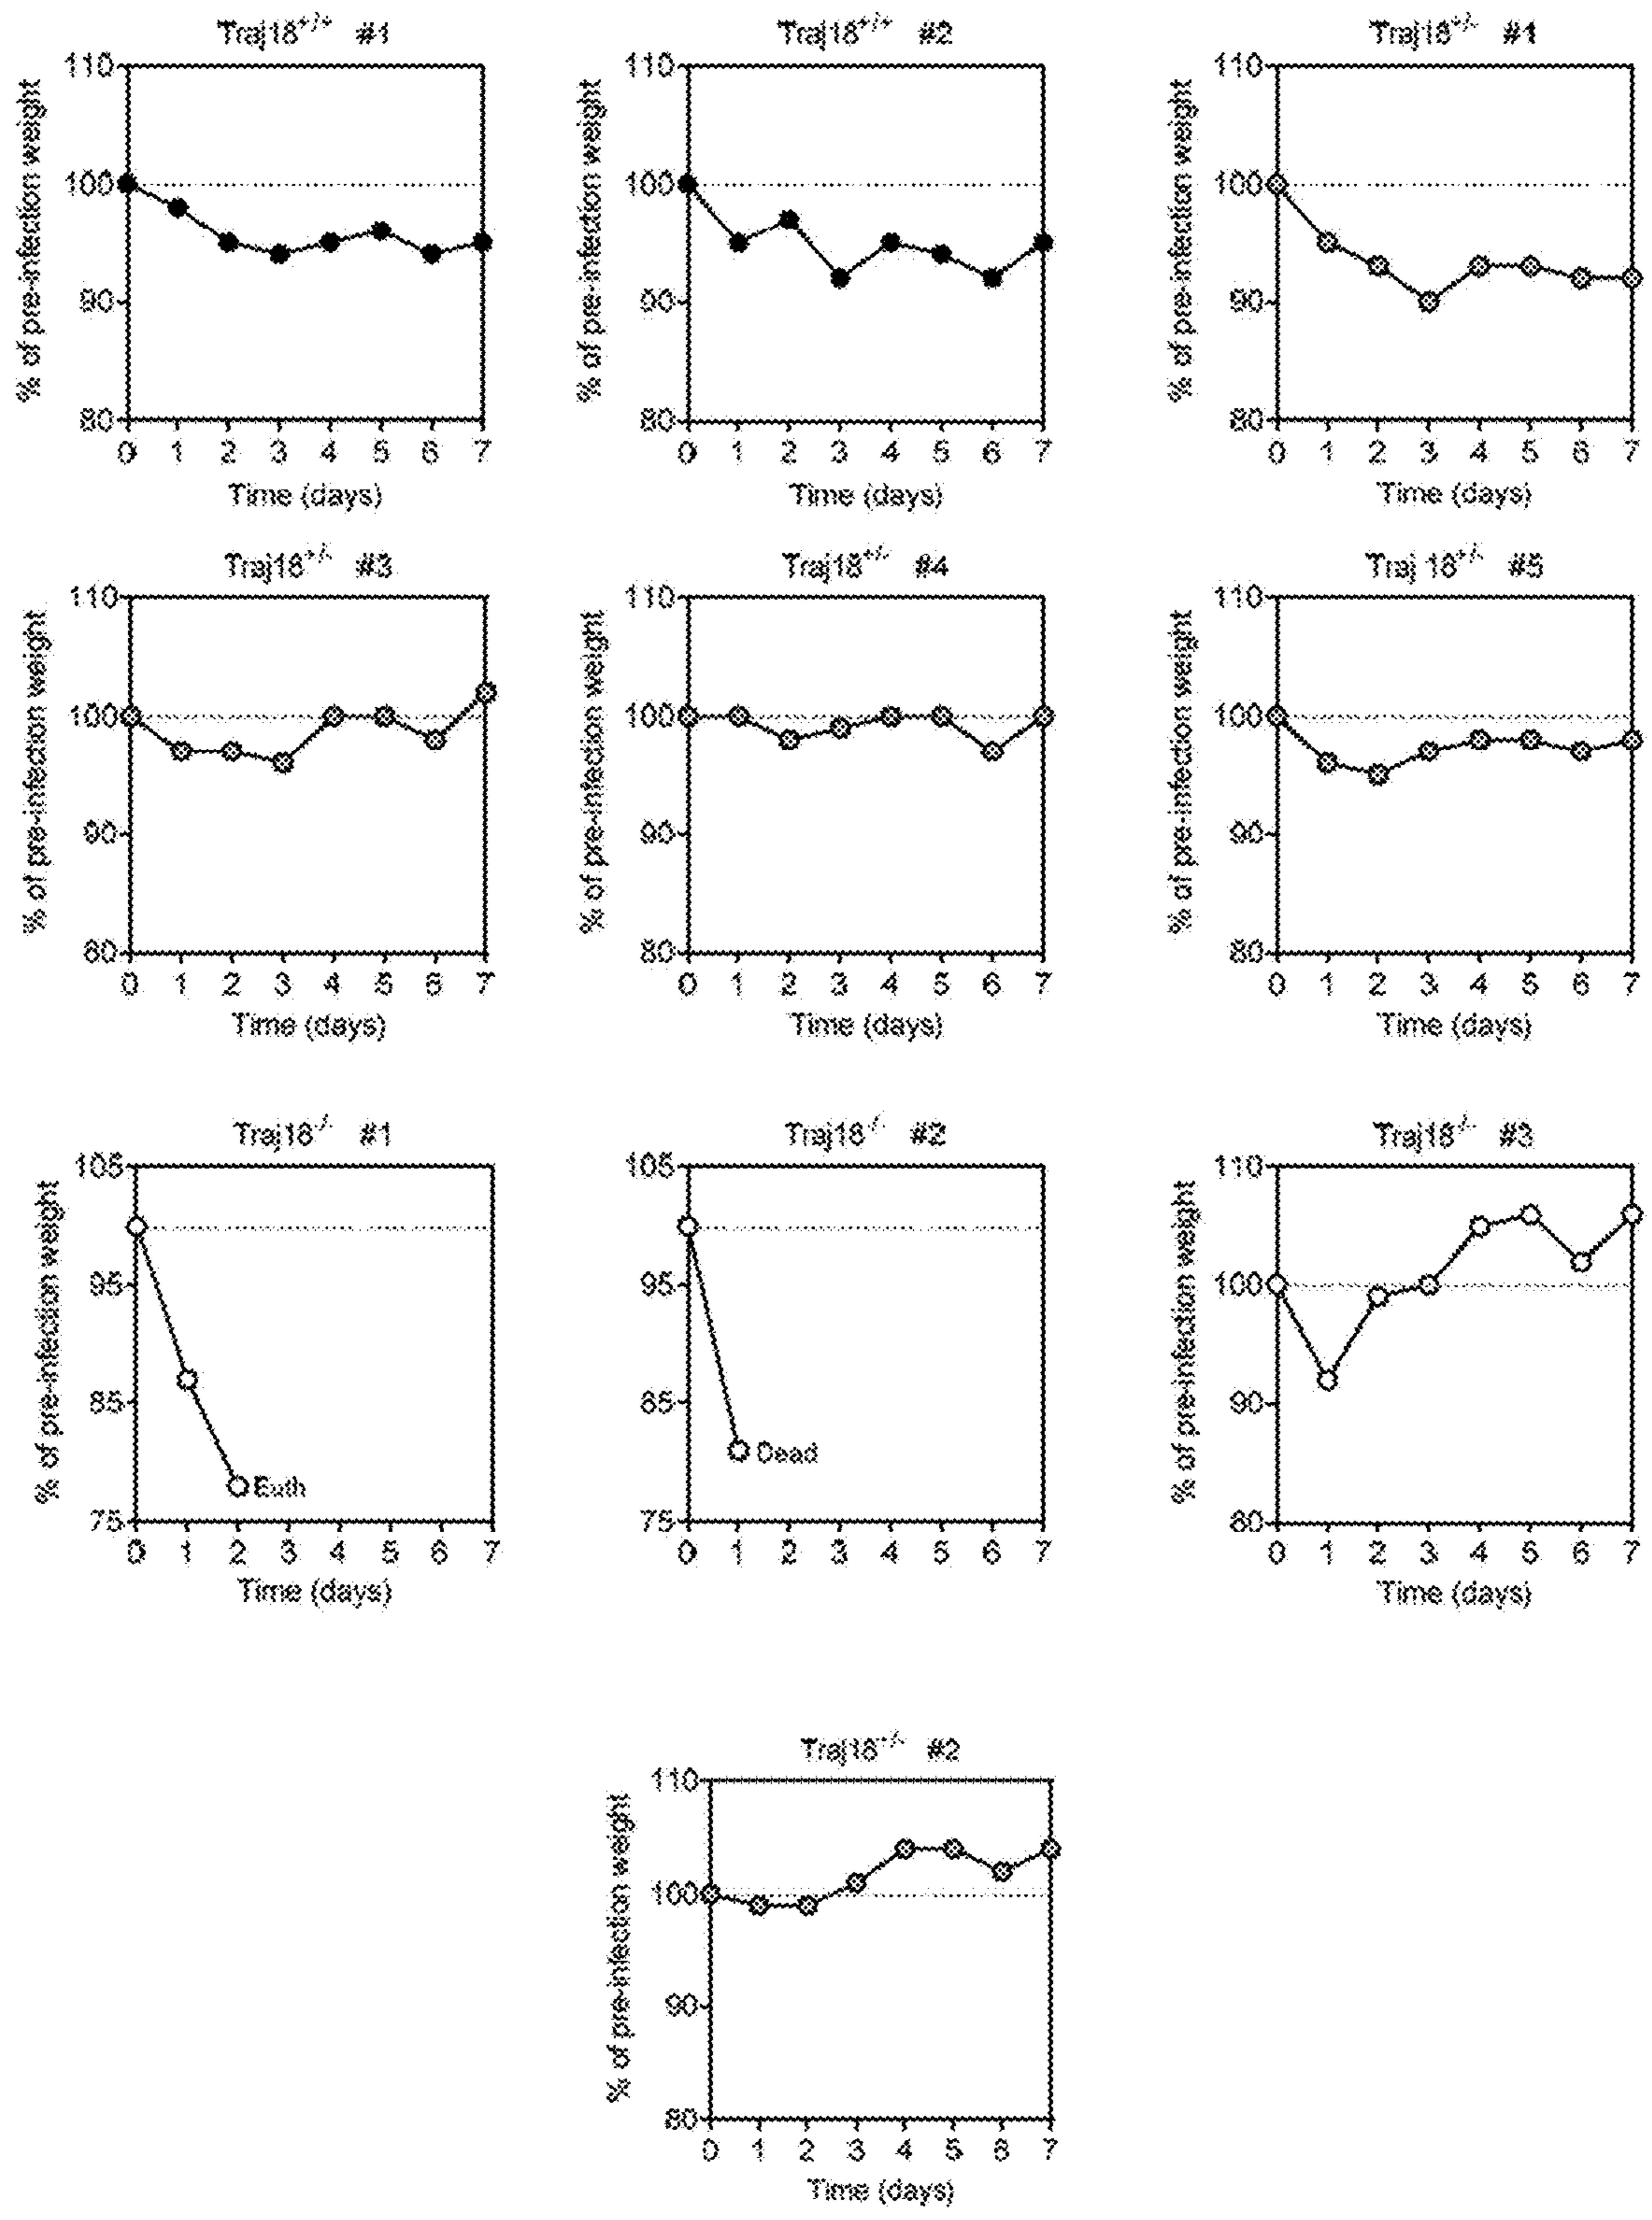 Traj18+/+ #1
% of pre-infection weight
110
100
90
80
0 1 2 3 4 5 6 7
Time (days)
Traj18+/+ #2
% of pre-infection weight
110
100
90
80
0 1 2 3 4 5 6 7
Time (days)
Traj18+/- #1
% of pre-infection weight
110
100
90
80
0 1 2 3 4 5 6 7
Time (days)
Traj18+/- #3
% of pre-infection weight
110
100
90
80
0 1 2 3 4 5 6 7
Time (days)
Traj18+/- #4
% of pre-infection weight
110
100
90
80
0 1 2 3 4 5 6 7
Time (days)
Traj 18+/- #5
% of pre-infection weight
110
100
90
80
0 1 2 3 4 5 6 7
Time (days)
Traj18-/- #1
% of pre-infection weight
105
95
85
75
Euth
0 1 2 3 4 5 6 7
Time (days)
Traj18-/- #2
105
95
85
75
Dead
0 1 2 3 4 5 6 7
Traj18-/- #3
% of pre-infection weight
110
100
90
80
0 1 2 3 4 5 6 7
Time (days)
Traj18+/- #2
% of pre-infection weight
110
100
90
80
0 1 2 3 4 5 6 7
Time (days)